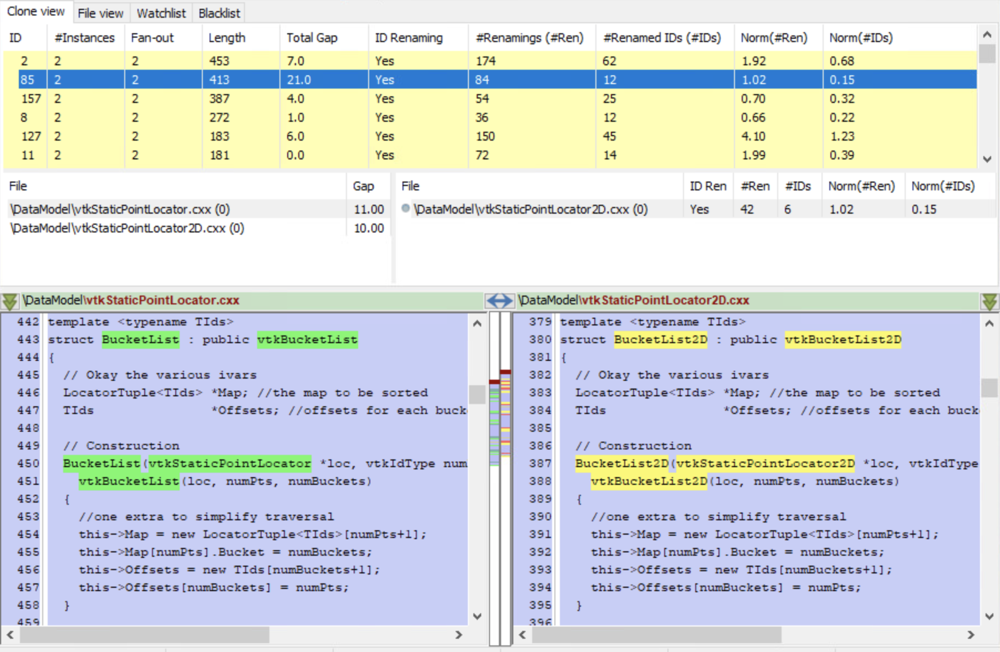 Clone view File view Watchlist Blacklist
ID #Instances Fan-out Length Total Gap ID Renaming #Renamings (#Ren) #Renamed IDs (#IDs) Norm(#Ren) Norm(#IDs)
2 2 2 453 7.0 Yes 174 62 1.92 0.68
85 2 2 413 21.0 Yes 84 12 1.02 0.15
157 2 2 387 4.0 Yes 54 25 0.70 0.32
8 2 2 272 1.0 Yes 36 12 0.66 0.22
127 2 2 183 6.0 Yes 150 45 4.10 1.23
11 2 2 181 0.0 Yes 72 14 1.99 0.39
File Gap
\DataModel\vtkStaticPointLocator.cxx (0) 11.00
\DataModel\vtkStaticPointLocator2D.cxx (0) 10.00
File ID Ren #Ren #IDs Norm(#Ren) Norm(#IDs)
\DataModel\vtkStaticPointLocator2D.cxx (0) Yes 42 6 1.02 0.15
\DataModel\vtkStaticPointLocator.cxx
442 template <typename TIds>
443 struct BucketList : public vtkBucketList
444 {
445 // Okay the various ivars
446 LocatorTuple<TIds> *Map; //the map to be sorted
447 TIds *Offsets; //offsets for each buck
448
449 // Construction
450 BucketList(vtkStaticPointLocator *loc, vtkIdType num
451 vtkBucketList(loc, numPts, numBuckets)
452 {
453 //one extra to simplify traversal
454 this->Map = new LocatorTuple<TIds>[numPts+1];
455 this->Map[numPts].Bucket = numBuckets;
456 this->Offsets = new TIds[numBuckets+1];
457 this->Offsets[numBuckets] = numPts;
458 }
459
\DataModel\vtkStaticPointLocator2D.cxx
379 template <typename TIds>
380 struct BucketList2D : public vtkBucketList2D
381 {
382 // Okay the various ivars
383 LocatorTuple<TIds> *Map; //the map to be sorted
384 TIds *Offsets; //offsets for each buck
385
386 // Construction
387 BucketList2D(vtkStaticPointLocator2D *loc, vtkIdType
388 vtkBucketList2D(loc, numPts, numBuckets)
389 {
390 //one extra to simplify traversal
391 this->Map = new LocatorTuple<TIds>[numPts+1];
392 this->Map[numPts].Bucket = numBuckets;
393 this->Offsets = new TIds[numBuckets+1];
394 this->Offsets[numBuckets] = numPts;
395 }
396